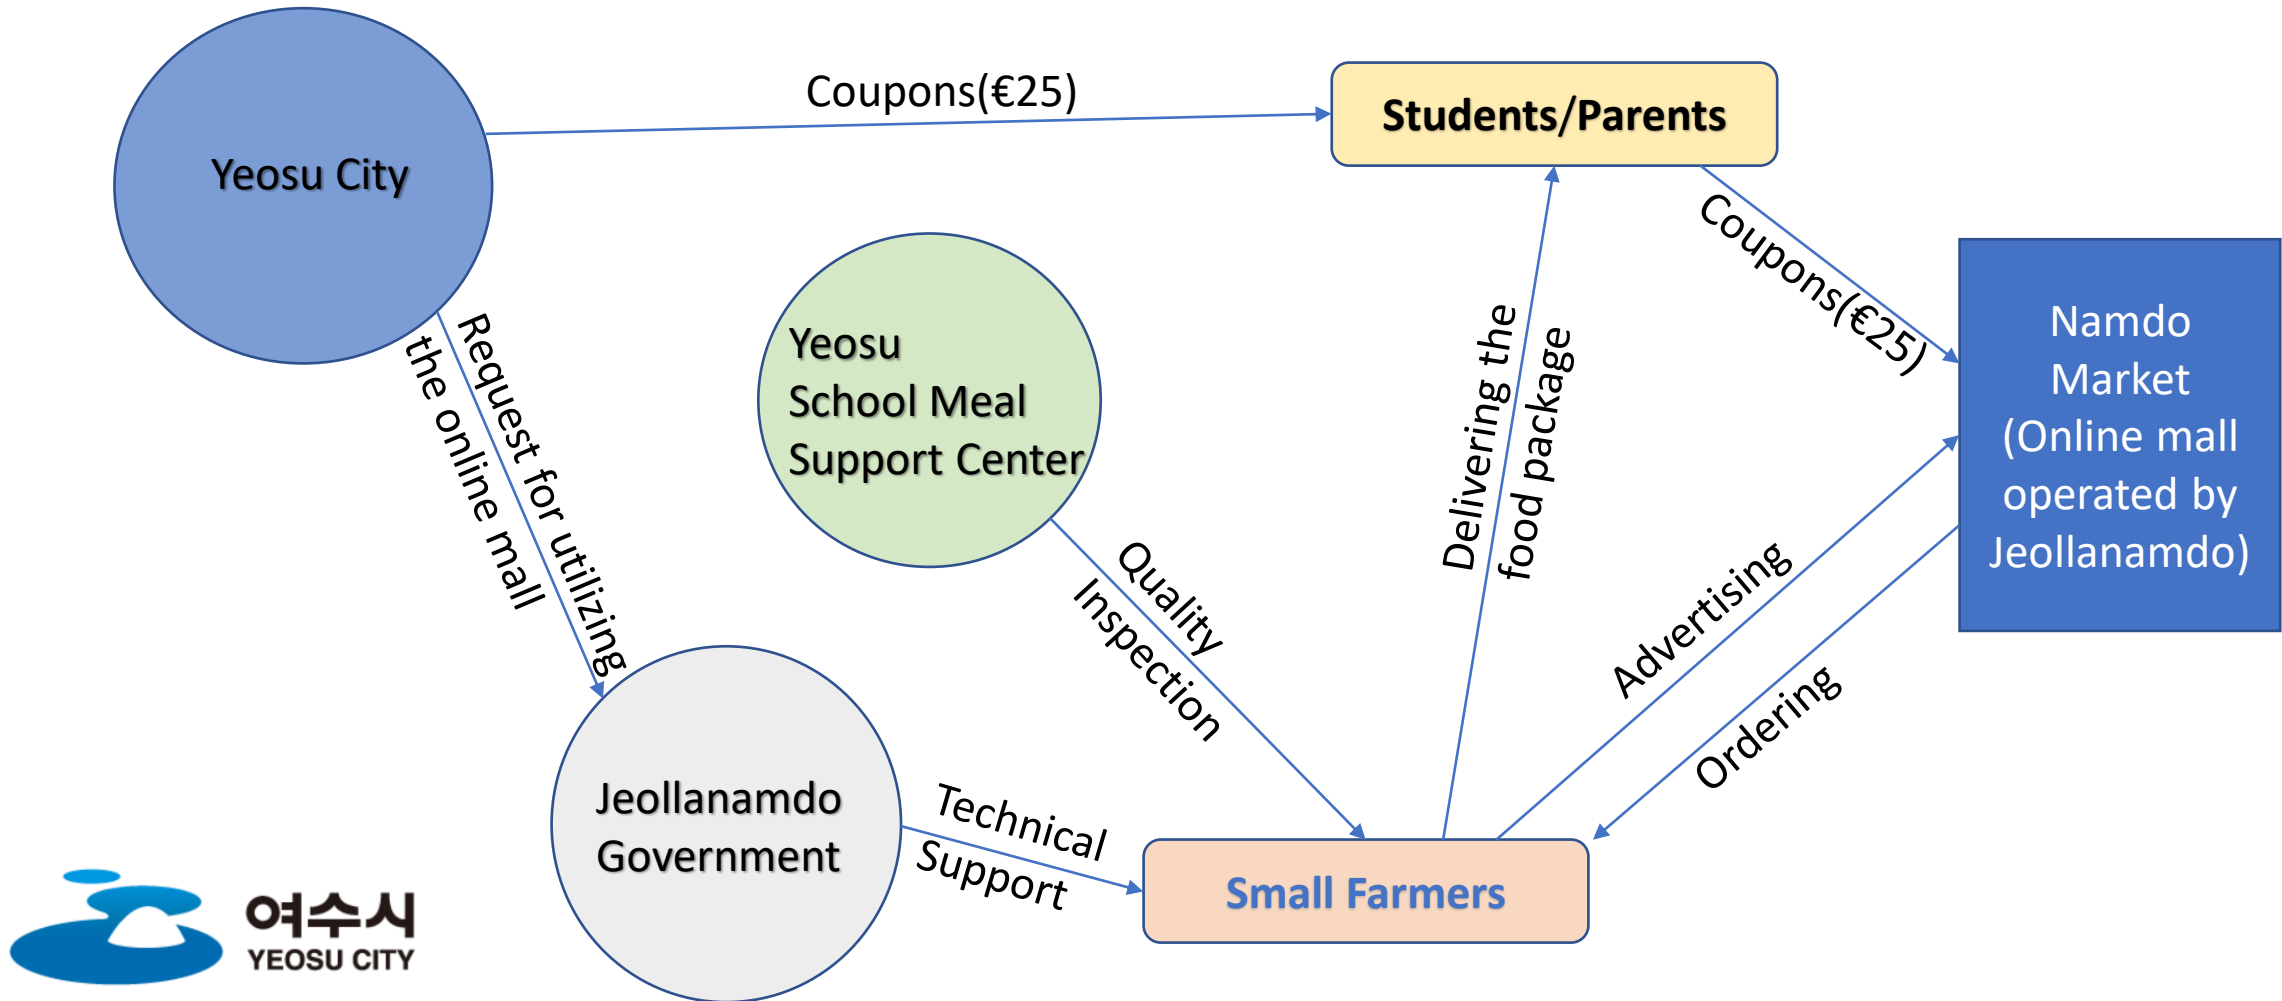 Yeosu City
Coupons(€25)
Students/Parents
Coupons(€25)
Request for utilizing
the online mall
Yeosu
School Meal
Support Center
Delivering the
food package
Namdo
Market
(Online mall
operated by
Jeollanamdo)
Quality
Inspection
Advertising
Ordering
Jeollanamdo
Government
Technical
Support
Small Farmers
여수시
YEOSU CITY